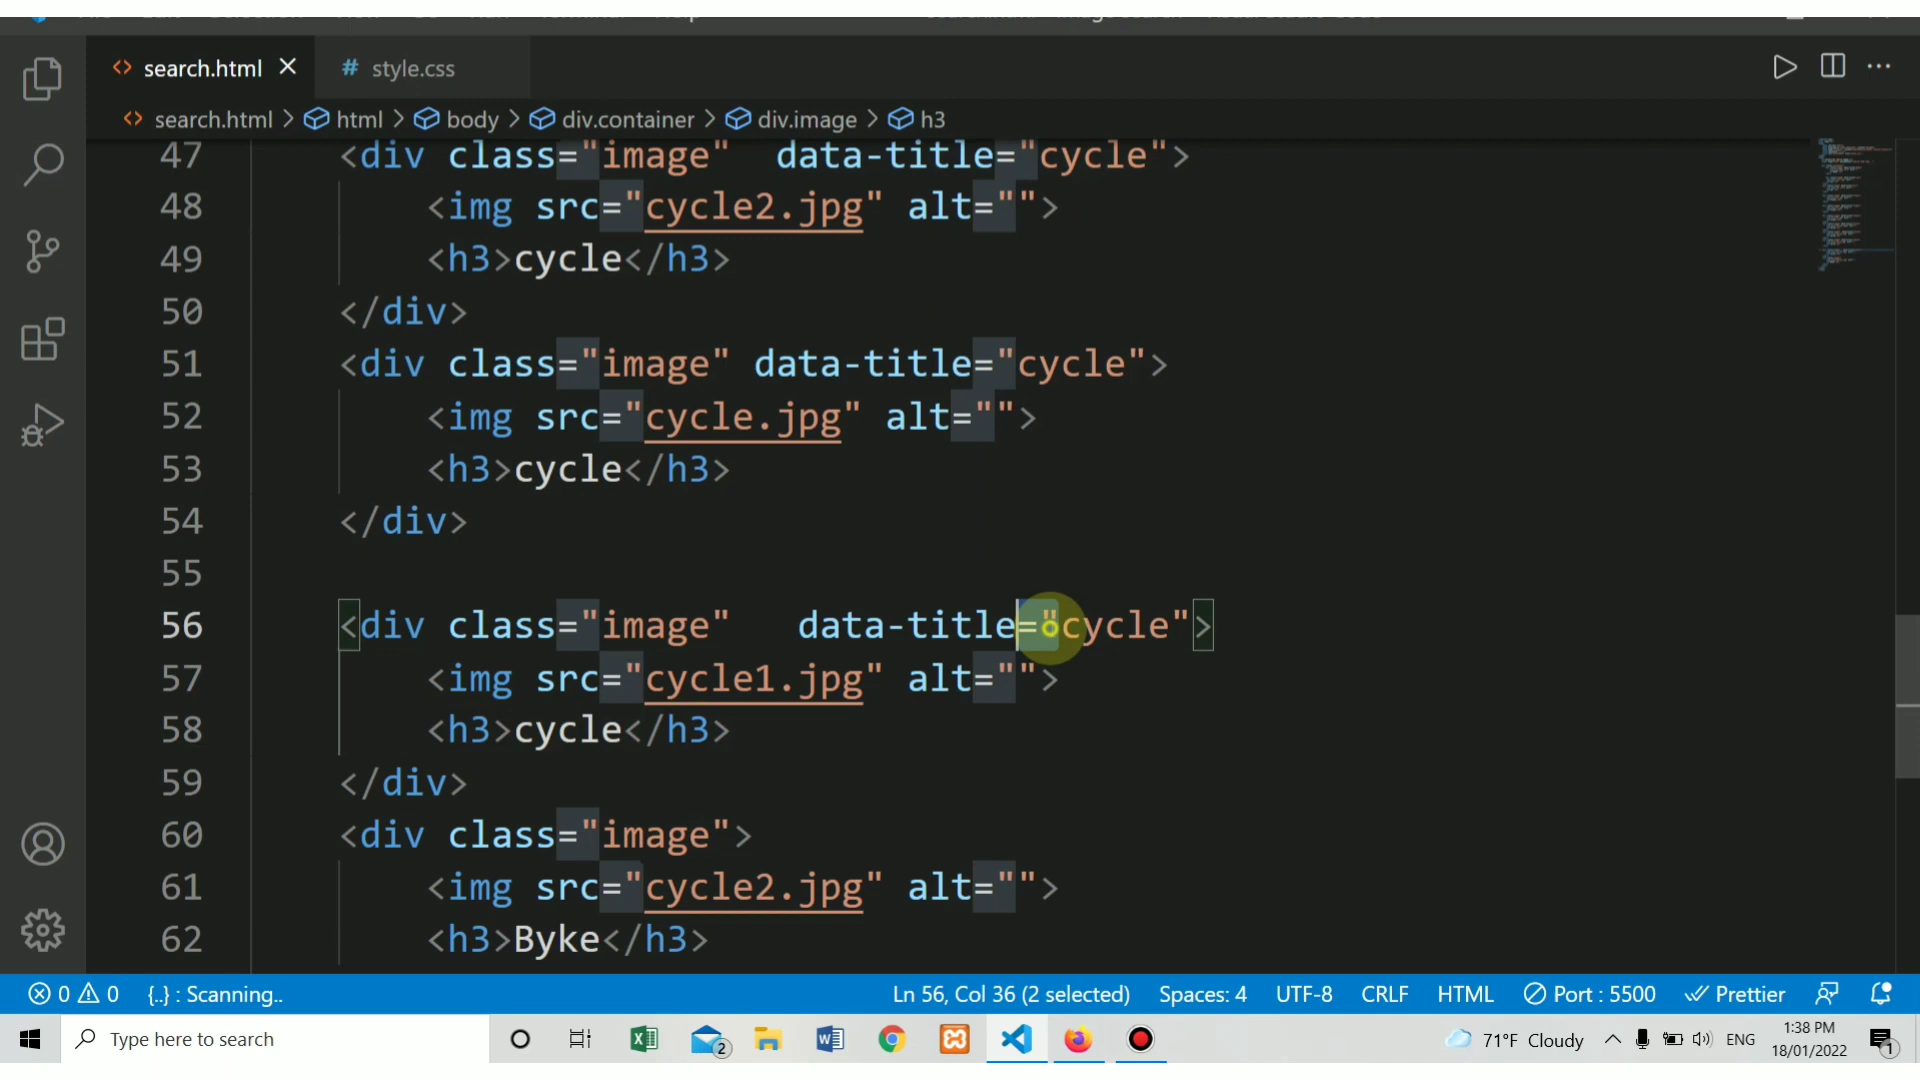 search.html
# style.css
search.html > html > body > div.container > div.image > h3
47 <div class="image" data-title="cycle">
48 <img src="cycle2.jpg" alt="">
49 <h3>cycle</h3>
50 </div>
51 <div class="image" data-title="cycle">
52 <img src="cycle.jpg" alt="">
53 <h3>cycle</h3>
54 </div>
55
56 <div class="image" data-title="cycle">
57 <img src="cycle1.jpg" alt="">
58 <h3>cycle</h3>
59 </div>
60 <div class="image">
61 <img src="cycle2.jpg" alt="">
62 <h3>Byke</h3>
0 0 {..} : Scanning.. Ln 56, Col 36 (2 selected) Spaces: 4 UTF-8 CRLF HTML Port : 5500 Prettier
Type here to search 2 71°F Cloudy ENG 1:38 PM
18/01/2022 1